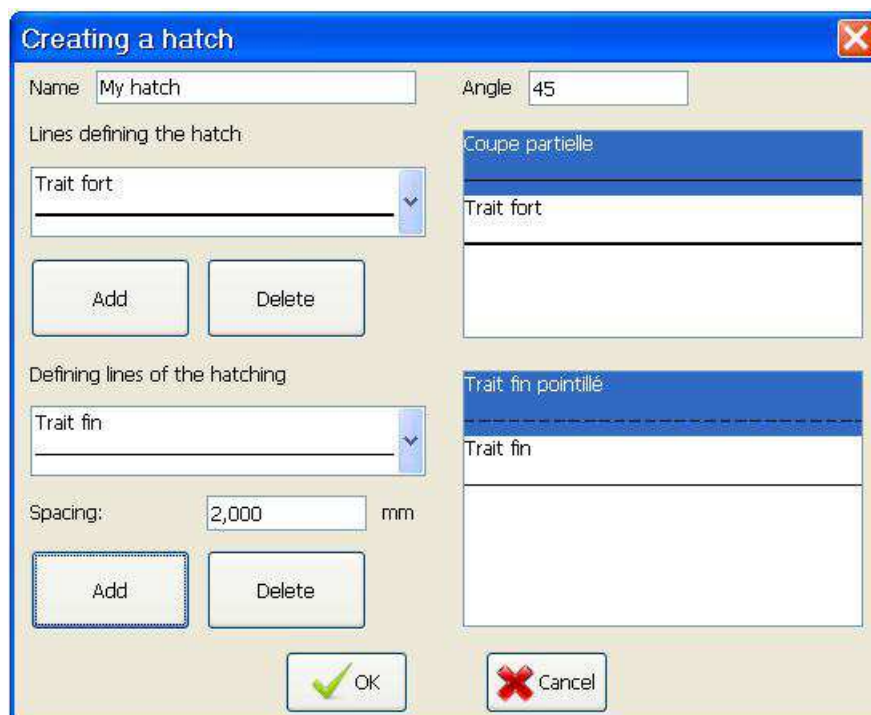 Creating a hatch
Name My hatch
Angle 45
Lines defining the hatch
Trait fort
Add Delete
Coupe partielle
Trait fort
Defining lines of the hatching
Trait fin
Spacing: 2,000 mm
Add Delete
Trait fin pointillé
Trait fin
OK Cancel